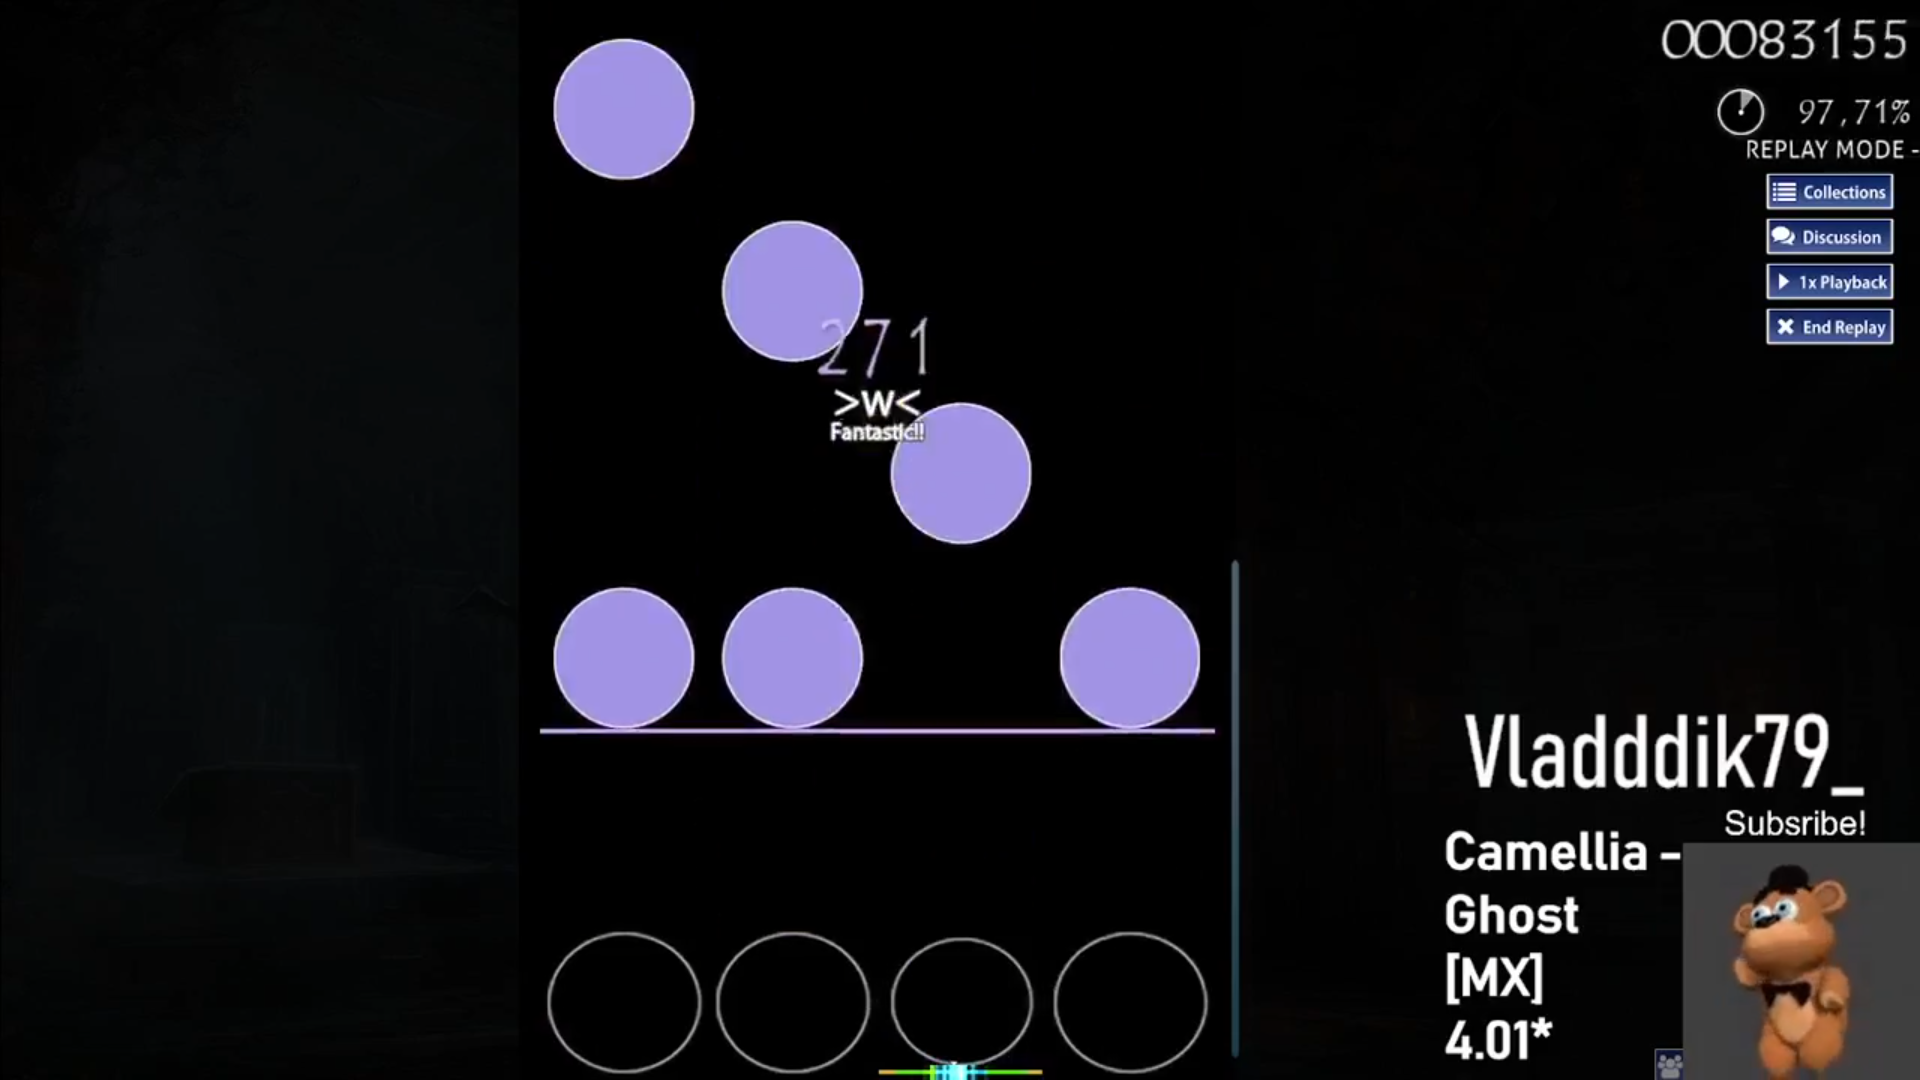 00083155
97,71%
REPLAY MODE -
Collections
Discussion
1x Playback
End Replay
271
>W<
Fantastic!!
Vladddik79_
Subsribe!
Camellia -
Ghost
[MX]
4.01*